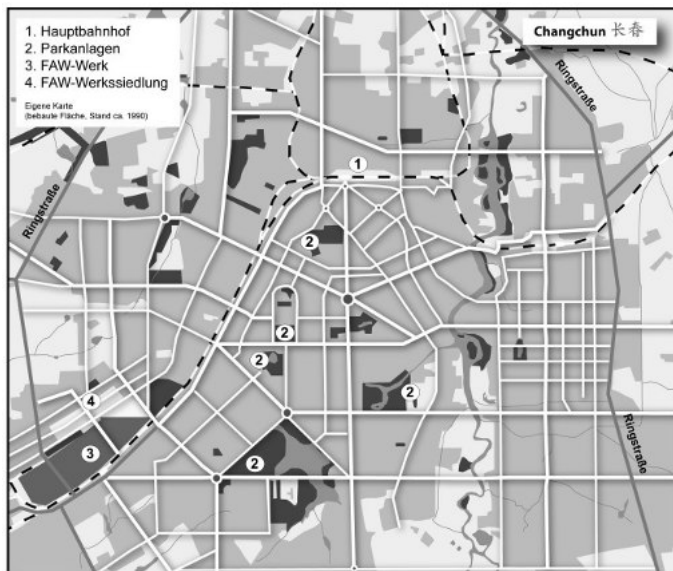 1. Hauptbahnhof
2. Parkanlagen
3. FAW-Werk
4. FAW-Werkssiedlung
Eigene Karte
(bebaute Fläche, Stand ca. 1990)
Changchun 长春
Ringstraße
1
Ringstraße
2
2
2
2
4
3
2
Ringstraße